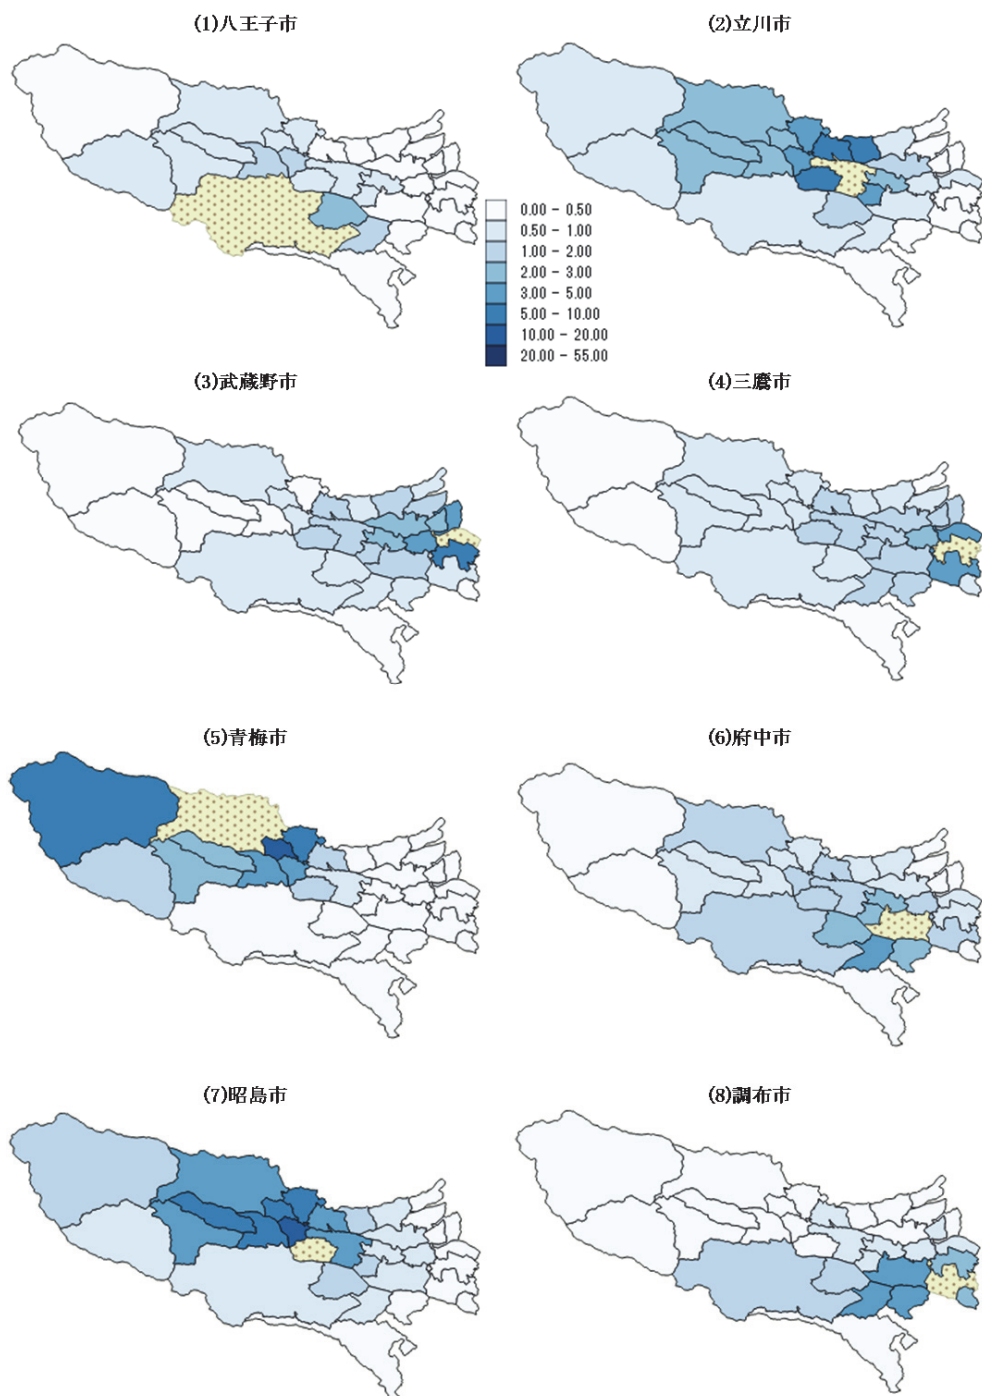 (1)八王子市
(2)立川市
0.00 - 0.50
0.50 - 1.00
1.00 - 2.00
2.00 - 3.00
3.00 - 5.00
5.00 - 10.00
10.00 - 20.00
20.00 - 55.00
(3)武蔵野市
(4)三鷹市
(5)青梅市
(6)府中市
(7)昭島市
(8)調布市